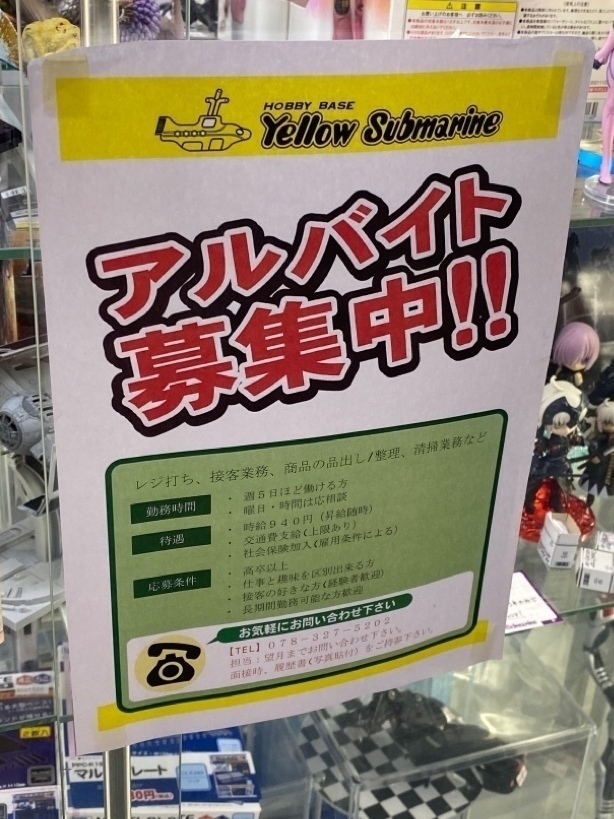 ⚠ 注意
HOBBY BASE
Yellow Submarine
アルバイト
募集中!!
レジ打ち、接客業務、商品の品出し/整理、清掃業務など
勤務時間
・週5日ほど働ける方
・曜日・時間は応相談
待遇
・時給940円(昇給随時)
・交通費支給(上限あり)
・社会保険加入(雇用条件による)
応募条件
・高卒以上
・仕事と趣味を区別出来る方
・接客の好きな方(経験者歓迎)
・長期間勤務可能な方歓迎
お気軽にお問い合わせ下さい
【TEL】078-327-5202
担当:望月までお問い合わせ下さい。
面接時、履歴書(写真貼付)をご持参下さい。
2個入